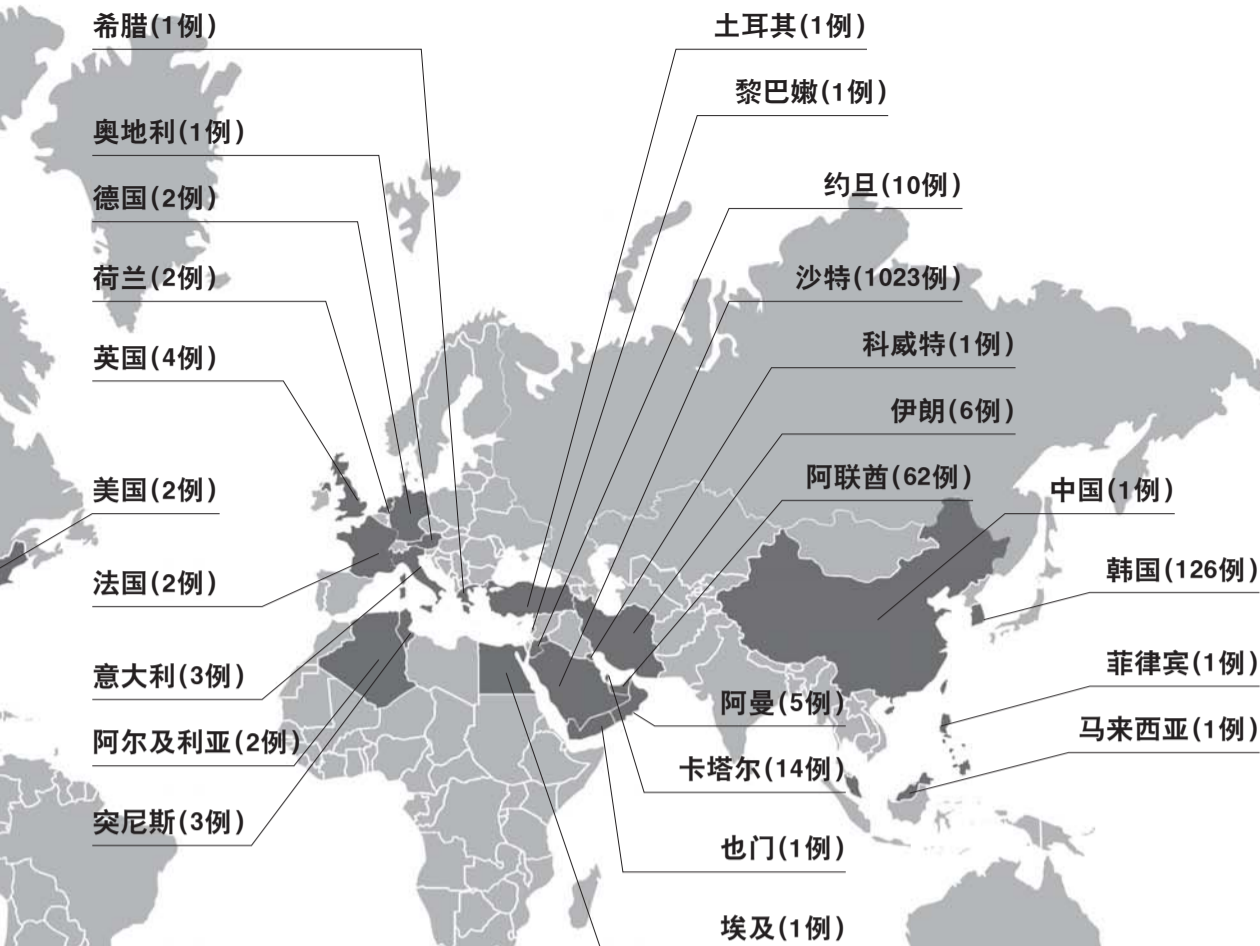 希腊(1例)
奥地利(1例)
德国(2例)
荷兰(2例)
英国(4例)
美国(2例)
法国(2例)
意大利(3例)
阿尔及利亚(2例)
突尼斯(3例)
土耳其(1例)
黎巴嫩(1例)
约旦(10例)
沙特(1023例)
科威特(1例)
伊朗(6例)
阿联酋(62例)
中国(1例)
韩国(126例)
菲律宾(1例)
马来西亚(1例)
阿曼(5例)
卡塔尔(14例)
也门(1例)
埃及(1例)